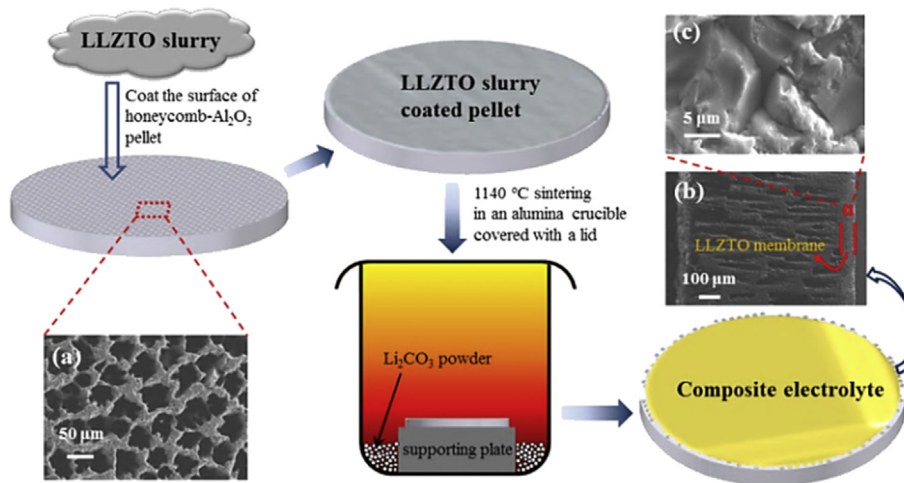 LLZTO slurry
Coat the surface of
honeycomb-Al₂O₃
pellet
(a)
50 μm
LLZTO slurry
coated pellet
1140 °C sintering
in an alumina crucible
covered with a lid
Li₂CO₃ powder
supporting plate
(c)
5 μm
(b)
LLZTO membrane
100 μm
Composite electrolyte